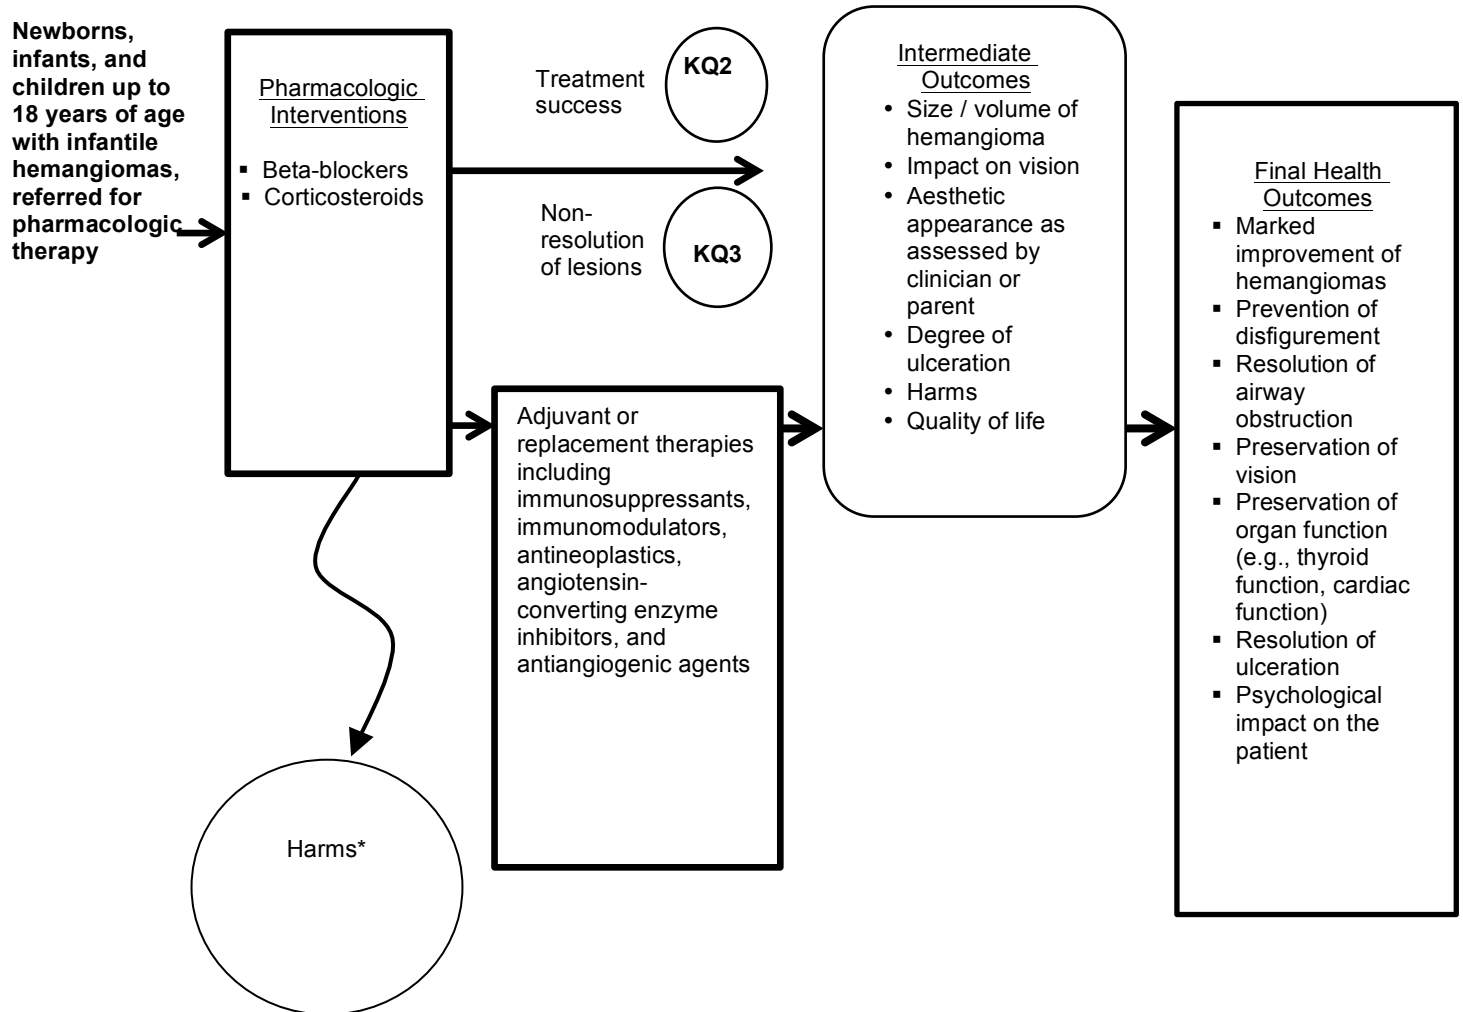 Newborns,
infants, and
children up to
18 years of age
with infantile
hemangiomas,
referred for
pharmacologic
therapy
Pharmacologic
Interventions
▪ Beta-blockers
▪ Corticosteroids
Treatment
success
KQ2
Non-
resolution
of lesions
KQ3
Adjuvant or
replacement therapies
including
immunosuppressants,
immunomodulators,
antineoplastics,
angiotensin-
converting enzyme
inhibitors, and
antiangiogenic agents
Harms*
Intermediate
Outcomes
• Size / volume of
hemangioma
• Impact on vision
• Aesthetic
appearance as
assessed by
clinician or
parent
• Degree of
ulceration
• Harms
• Quality of life
Final Health
Outcomes
▪ Marked
improvement of
hemangiomas
▪ Prevention of
disfigurement
▪ Resolution of
airway
obstruction
▪ Preservation of
vision
▪ Preservation of
organ function
(e.g., thyroid
function, cardiac
function)
▪ Resolution of
ulceration
▪ Psychological
impact on the
patient